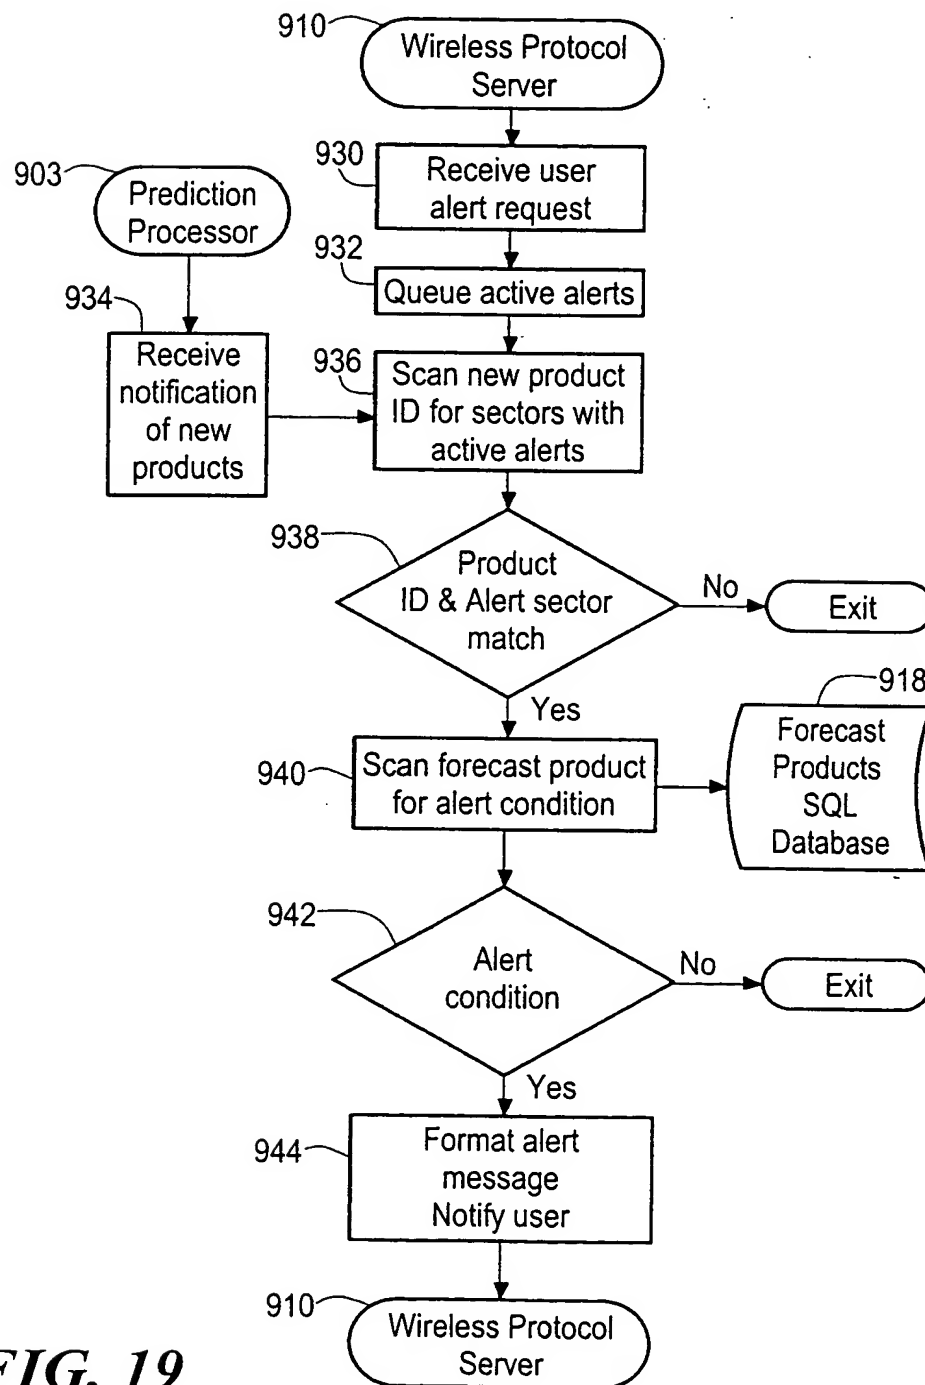 910
Wireless Protocol
Server
930
Receive user
alert request
903
Prediction
Processor
932
Queue active alerts
934
Receive
notification
of new
products
936
Scan new product
ID for sectors with
active alerts
938
Product
ID & Alert sector
match
No
Exit
Yes
918
940
Scan forecast product
for alert condition
Forecast
Products
SQL
Database
942
Alert
condition
No
Exit
Yes
944
Format alert
message
Notify user
910
Wireless Protocol
Server
FIG. 19